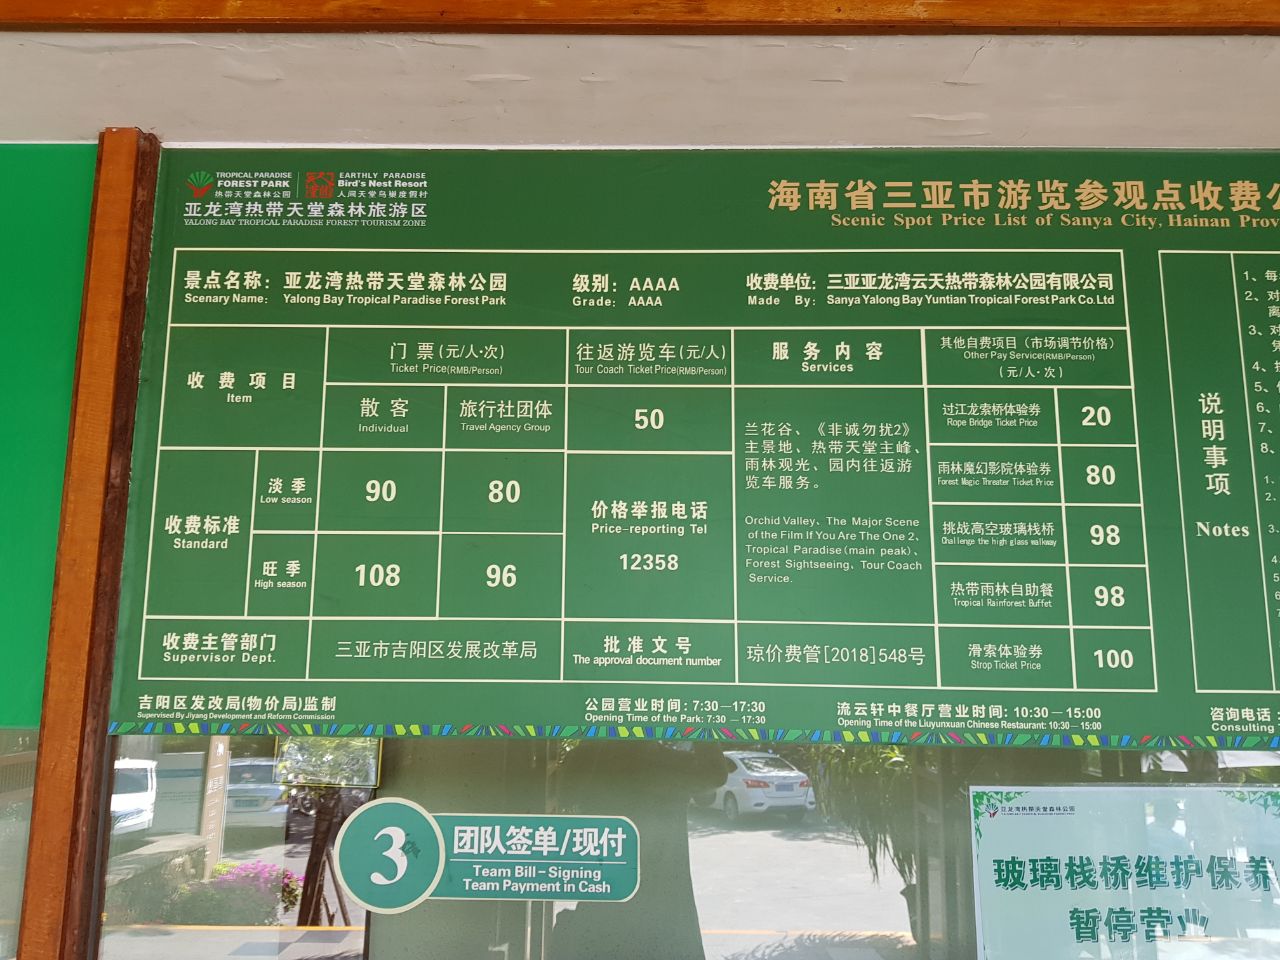 TROPICAL PARADISE
FOREST PARK
热带天堂森林公园
EARTHLY PARADISE
Bird's Nest Resort
人间天堂鸟巢度假村
亚龙湾热带天堂森林旅游区
YALONG BAY TROPICAL PARADISE FOREST TOURISM ZONE
海南省三亚市游览参观点收费
Scenic Spot Price List of Sanya City, Hainan Prov
景点名称：亚龙湾热带天堂森林公园
级别：AAAA
收费单位：三亚亚龙湾云天热带森林公园有限公司
Scenary Name: Yalong Bay Tropical Paradise Forest Park
Grade: AAAA
Made By: Sanya Yalong Bay Yuntian Tropical Forest Park Co.Ltd
收费项目
Item
门票(元/人·次)
Ticket Price(RMB/Person)
散客
Individual
旅行社团体
Travel Agency Group
往返游览车(元/人)
Tour Coach Ticket Price(RMB/Person)
50
服务内容
Services
其他自费项目（市场调节价格）
Other Pay Service(RMB/Person)
(元/人·次)
收费标准
Standard
淡季
Low season
90
80
旺季
High season
108
96
价格举报电话
Price-reporting Tel
12358
兰花谷、《非诚勿扰2》
主景地、热带天堂主峰、
雨林观光、园内往返游
览车服务。
Orchid Valley、The Major Scene
of the Film If You Are The One 2、
Tropical Paradise(main peak)、
Forest Sightseeing、Tour Coach
Service.
过江龙索桥体验券
Rope Bridge Ticket Price
20
雨林魔幻影院体验券
Forest Magic Threater Ticket Price
80
挑战高空玻璃栈桥
Challenge the high glass walkway
98
热带雨林自助餐
Tropical Rainforest Buffet
98
滑索体验券
Strop Ticket Price
100
收费主管部门
Supervisor Dept.
三亚市吉阳区发展改革局
批准文号
The approval document number
琼价费管[2018]548号
吉阳区发改局(物价局)监制
Supervised By Jiyang Development and Reform Commission
公园营业时间: 7:30—17:30
Opening Time of the Park: 7:30 —17:30
流云轩中餐厅营业时间: 10:30—15:00
Opening Time of the Liuyunxuan Chinese Restaurant: 10:30—15:00
咨询电话：
Consulting
说明事项
Notes
1、每
2、对
离
3、对
5、
6、
7、
8、
3
团队签单/现付
Team Bill-Signing
Team Payment in Cash
亚龙湾热带天堂森林公园
玻璃栈桥维护保养
暂停营业